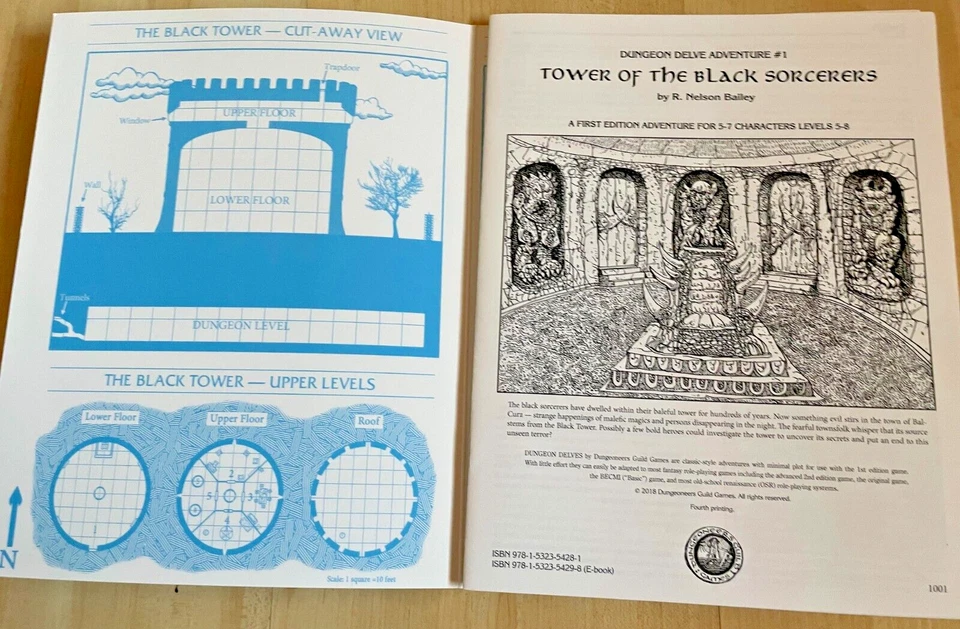 THE BLACK TOWER — CUT-AWAY VIEW
Trapdoor
UPPER FLOOR
Window
Wall
LOWER FLOOR
Tunnels
DUNGEON LEVEL
THE BLACK TOWER — UPPER LEVELS
Lower Floor
Upper Floor
Roof
1
2
3
4
5
N
Scale: 1 square =10 feet
DUNGEON DELVE ADVENTURE #1
TOWER OF THE BLACK SORCERERS
by R. Nelson Bailey
A FIRST EDITION ADVENTURE FOR 5-7 CHARACTERS LEVELS 5-8
The black sorcerers have dwelled within their baleful tower for hundreds of years. Now something evil stirs in the town of Bal-
Cura — strange happenings of malefic magics and persons disappearing in the night. The fearful townsfolk whisper that its source
stems from the Black Tower. Possibly a few bold heroes could investigate the tower to uncover its secrets and put an end to this
unseen terror?
DUNGEON DELVES by Dungeoneers Guild Games are classic-style adventures with minimal plot for use with the 1st edition game.
With little effort they can easily be adapted to most fantasy role-playing games including the advanced 2nd edition game, the original game,
the BECMI ("Basic") game, and most old-school renaissance (OSR) role-playing systems.
© 2018 Dungeoneers Guild Games. All rights reserved.
Fourth printing.
DUNGEONEERS GUILD
GAMES
ISBN 978-1-5323-5428-1
ISBN 978-1-5323-5429-8 (E-book)
1001